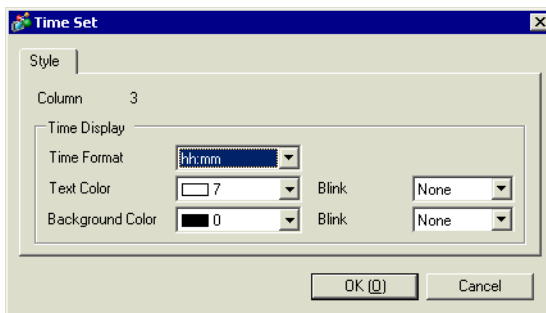 Time Set
Style
Column 3
Time Display
Time Format hh:mm
Text Color 7 Blink None
Background Color 0 Blink None
OK (O) Cancel